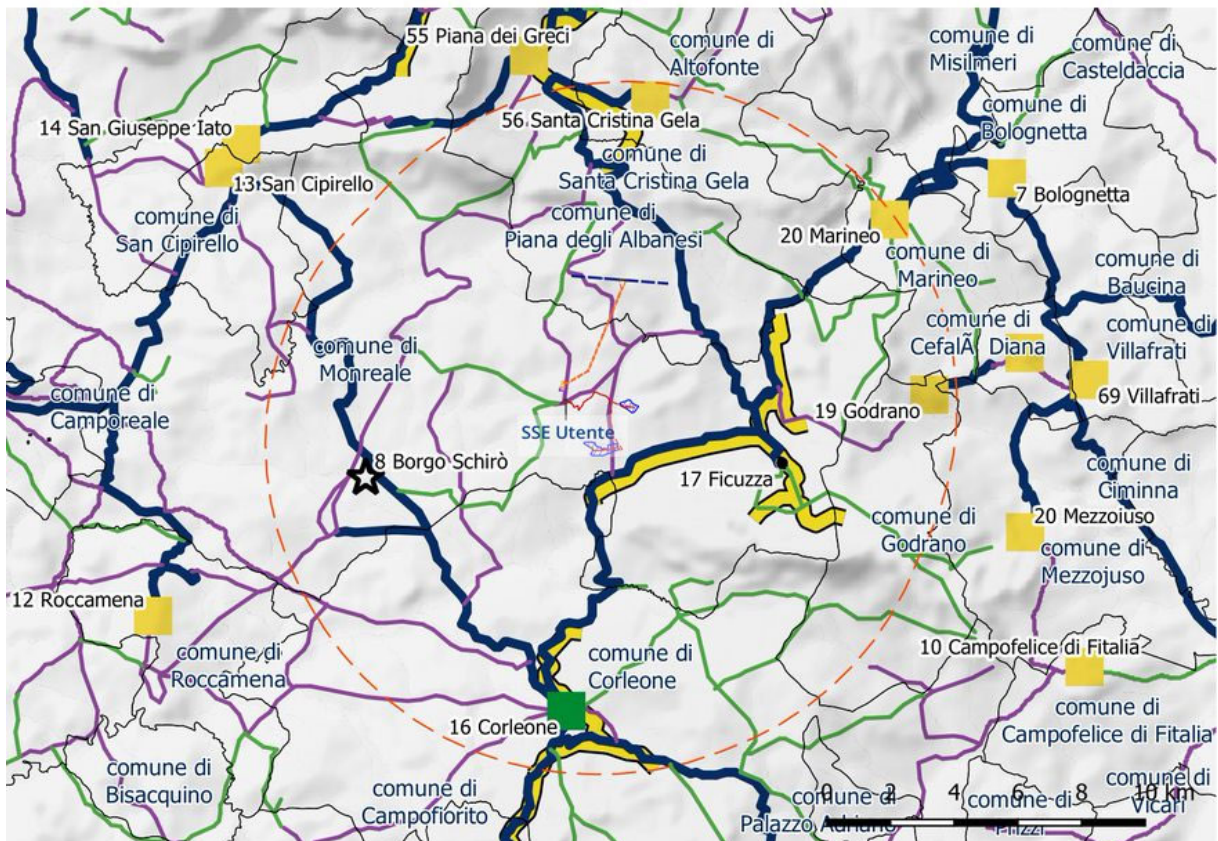 55 Piana dei Greci
comune di
Altofonte
comune di
Misilmeri
comune di
Casteldaccia
14 San Giuseppe Iato
56 Santa Cristina Gela
comune di
Bolognetta
13 San Cipirello
comune di
Santa Cristina Gela
7 Bolognetta
comune di
San Cipirello
comune di
Piana degli Albanesi
20 Marineo
comune di
Marineo
comune di
Baucina
comune di
CefalÃ Diana
comune di
Villafrati
comune di
Monreale
comune di
Camporeale
19 Godrano
69 Villafrati
SSE Utente
8 Borgo Schirò
17 Ficuzza
comune di
Ciminna
comune di
Godrano
20 Mezzoiuso
comune di
Mezzojuso
12 Roccamena
comune di
Roccamena
comune di
Corleone
10 Campofelice di Fitalia
16 Corleone
comune di
Campofelice di Fitalia
comune di
Bisacquino
comune di
Campofiorito
comune di
Palazzo Adriano
comune di
Prizzi
comune di
Vicari
0 2 4 6 8 10 km